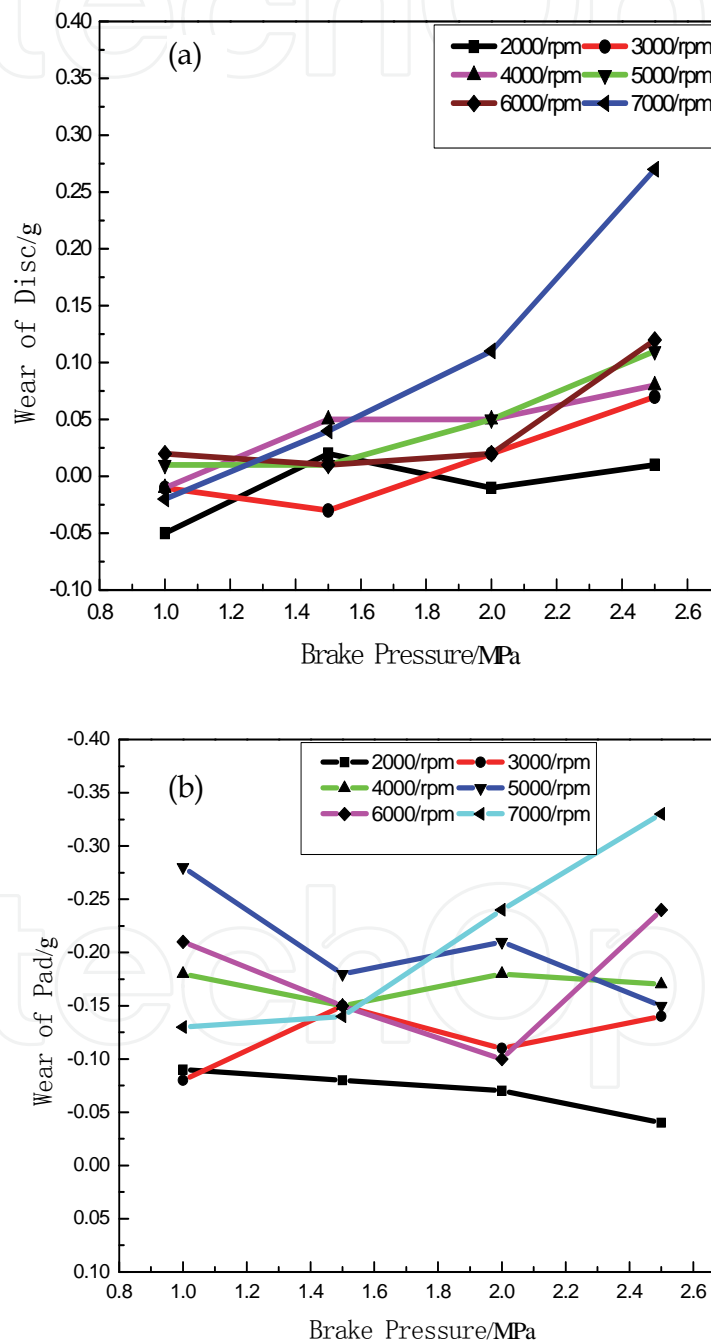 techOp
(a)
2000/rpm 3000/rpm
4000/rpm 5000/rpm
6000/rpm 7000/rpm
0.40
0.35
0.30
0.25
0.20
0.15
0.10
0.05
0.00
-0.05
-0.10
Wear of Disc/g
0.8 1.0 1.2 1.4 1.6 1.8 2.0 2.2 2.4 2.6
Brake Pressure/MPa
(b)
2000/rpm 3000/rpm
4000/rpm 5000/rpm
6000/rpm 7000/rpm
-0.40
-0.35
-0.30
-0.25
-0.20
-0.15
-0.10
-0.05
0.00
0.05
0.10
Wear of Pad/g
techOp
0.8 1.0 1.2 1.4 1.6 1.8 2.0 2.2 2.4 2.6
Brake Pressure/MPa